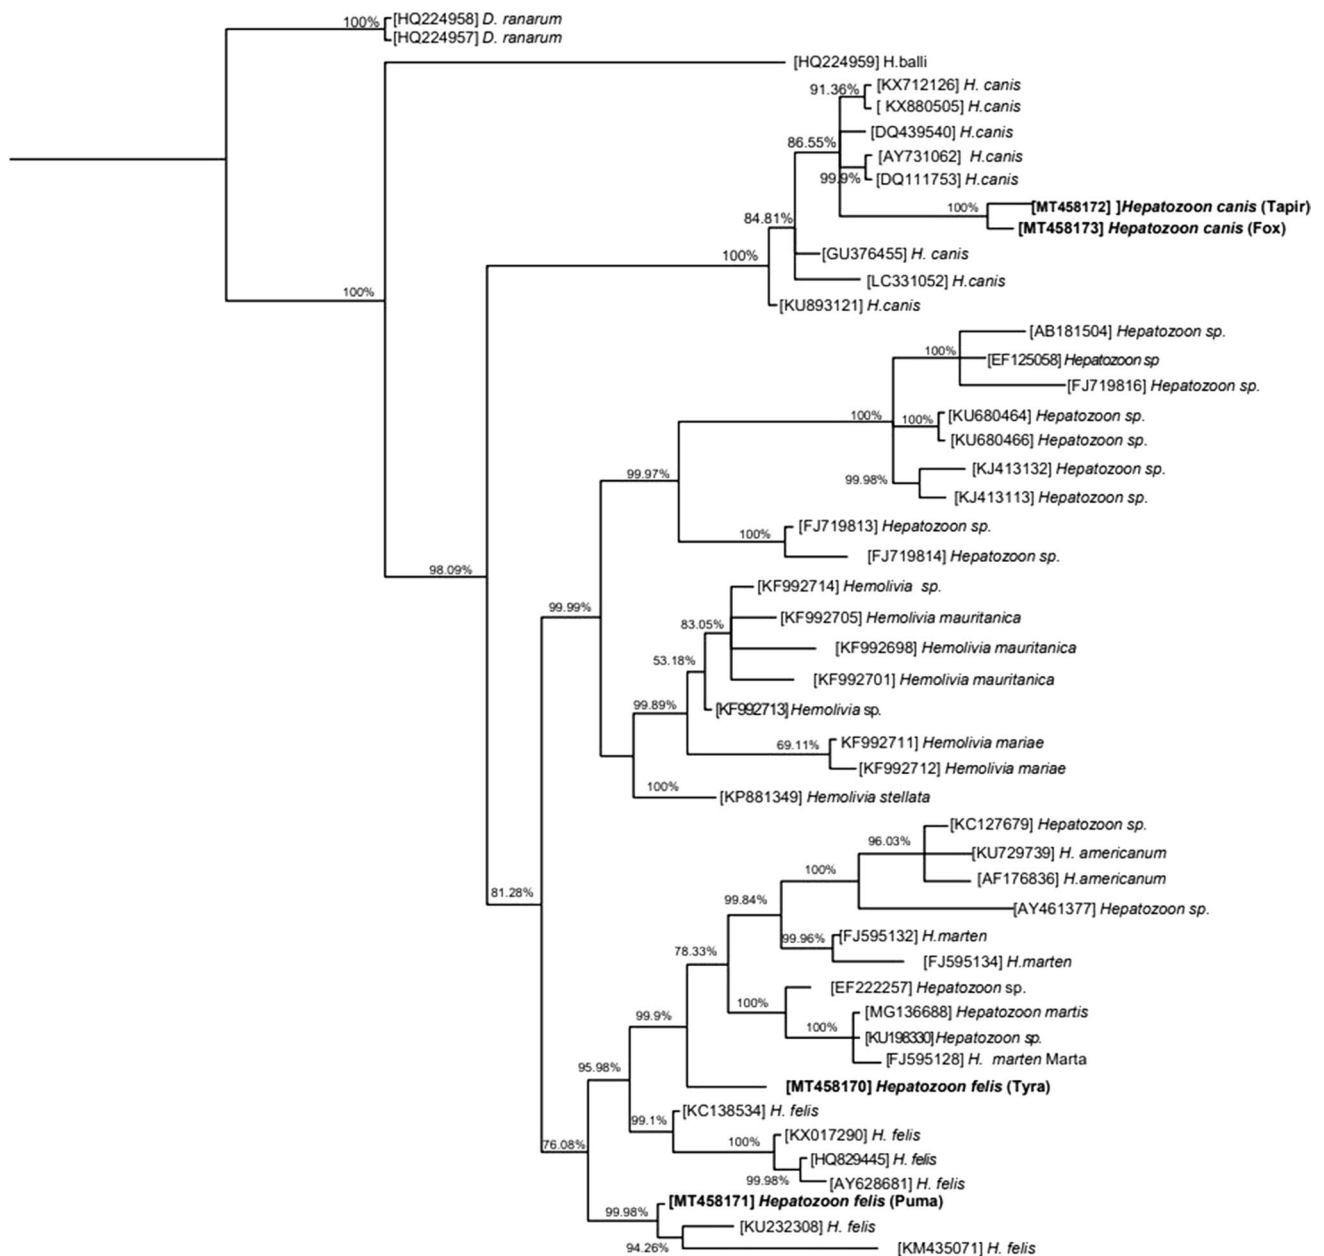 100%
[HQ224958] D. ranarum
[HQ224957] D. ranarum
[HQ224959] H.balli
91.36%
[KX712126] H. canis
[ KX880505] H.canis
[DQ439540] H.canis
86.55%
[AY731062] H.canis
99.9%
[DQ111753] H.canis
100%
[MT458172] ]Hepatozoon canis (Tapir)
[MT458173] Hepatozoon canis (Fox)
84.81%
[GU376455] H. canis
100%
[LC331052] H.canis
100%
[KU893121] H.canis
[AB181504] Hepatozoon sp.
100%
[EF125058] Hepatozoon sp
[FJ719816] Hepatozoon sp.
100%
100%
[KU680464] Hepatozoon sp.
[KU680466] Hepatozoon sp.
99.97%
[KJ413132] Hepatozoon sp.
99.98%
[KJ413113] Hepatozoon sp.
100%
[FJ719813] Hepatozoon sp.
[FJ719814] Hepatozoon sp.
98.09%
[KF992714] Hemolivia sp.
99.99%
83.05%
[KF992705] Hemolivia mauritanica
[KF992698] Hemolivia mauritanica
53.18%
[KF992701] Hemolivia mauritanica
99.89%
[KF992713] Hemolivia sp.
69.11%
KF992711] Hemolivia mariae
[KF992712] Hemolivia mariae
100%
[KP881349] Hemolivia stellata
[KC127679] Hepatozoon sp.
96.03%
[KU729739] H. americanum
100%
[AF176836] H.americanum
81.28%
99.84%
[AY461377] Hepatozoon sp.
99.96%
[FJ595132] H.marten
78.33%
[FJ595134] H.marten
[EF222257] Hepatozoon sp.
100%
[MG136688] Hepatozoon martis
99.9%
100%
[KU198330] Hepatozoon sp.
[FJ595128] H. marten Marta
95.98%
[MT458170] Hepatozoon felis (Tyra)
99.1%
[KC138534] H. felis
76.08%
100%
[KX017290] H. felis
[HQ829445] H. felis
99.98%
[AY628681] H. felis
99.98%
[MT458171] Hepatozoon felis (Puma)
[KU232308] H. felis
94.26%
[KM435071] H. felis